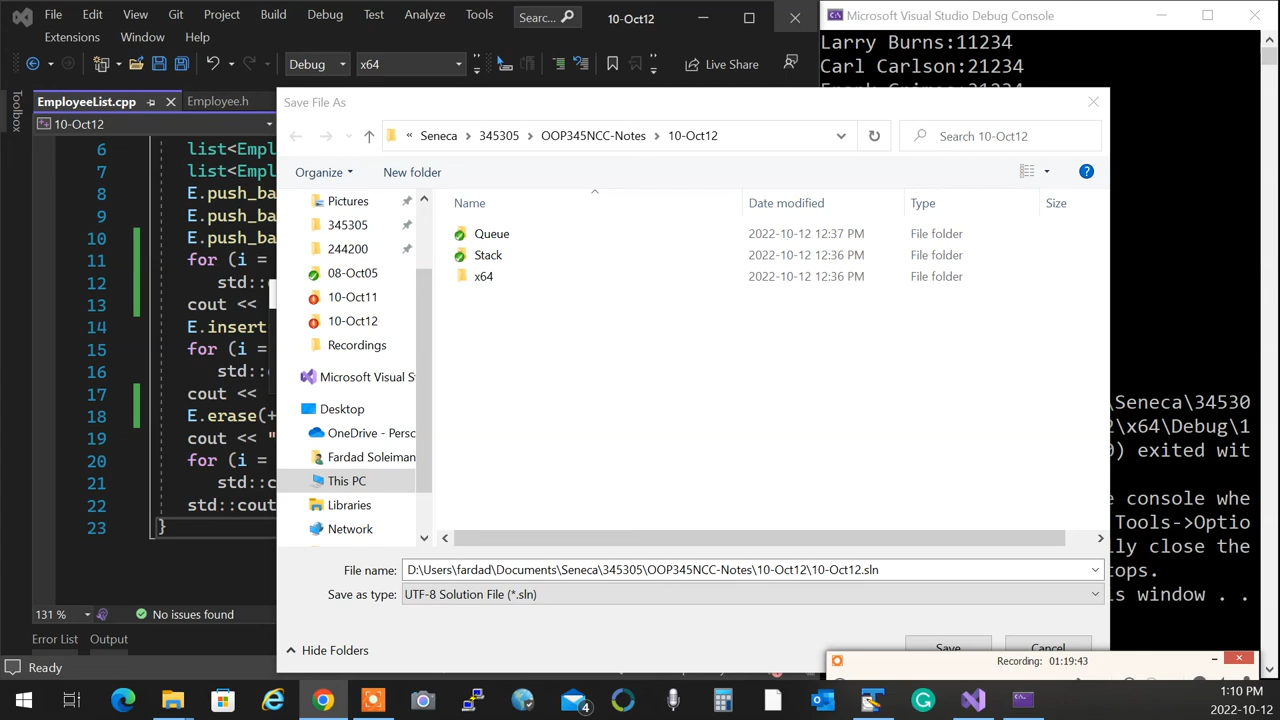 File Edit View Git Project Build Debug Analyze Tools Searc... 10-Oct12
Extensions Window Help
Debug x64 Live Share
EmployeeList.cpp Employee.h
10-Oct12
Toolbox
6 list<Empl
7 list<Empl
8 E.push_ba
9 E.push_ba
10 E.push_ba
11 for (i =
12 std::c
13 cout <<
14 E.insert
15 for (i =
16 std::
17 cout <<
18 E.erase(+
19 cout << "
20 for (i =
21 std::c
22 std::cout
23 }
131 % No issues found
Error List Output
Ready
Microsoft Visual Studio Debug Console
Larry Burns:11234
Carl Carlson:21234
\Seneca\34530
2\x64\Debug\1
0) exited wit
e console whe
Tools->Optio
lly close the
tops.
is window . .
Save File As
« Seneca 345305 OOP345NCC-Notes 10-Oct12 Search 10-Oct12
Organize New folder
Name Date modified Type Size
Queue 2022-10-12 12:37 PM File folder
Stack 2022-10-12 12:36 PM File folder
x64 2022-10-12 12:36 PM File folder
Pictures
345305
244200
08-Oct05
10-Oct11
10-Oct12
Recordings
Microsoft Visual S
Desktop
OneDrive - Perso
Fardad Soleiman
This PC
Libraries
Network
File name: D:\Users\fardad\Documents\Seneca\345305\OOP345NCC-Notes\10-Oct12\10-Oct12.sln
Save as type: UTF-8 Solution File (*.sln)
Hide Folders Save Cancel
Recording: 01:19:43
4
1:10 PM
2022-10-12